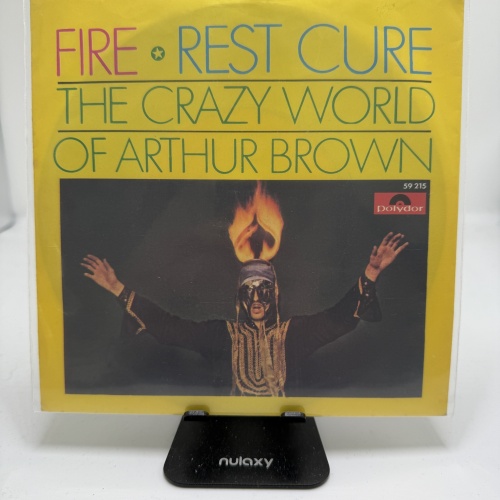 FIRE REST CURE
THE CRAZY WORLD
OF ARTHUR BROWN
59 215
Polydor
nulaxy